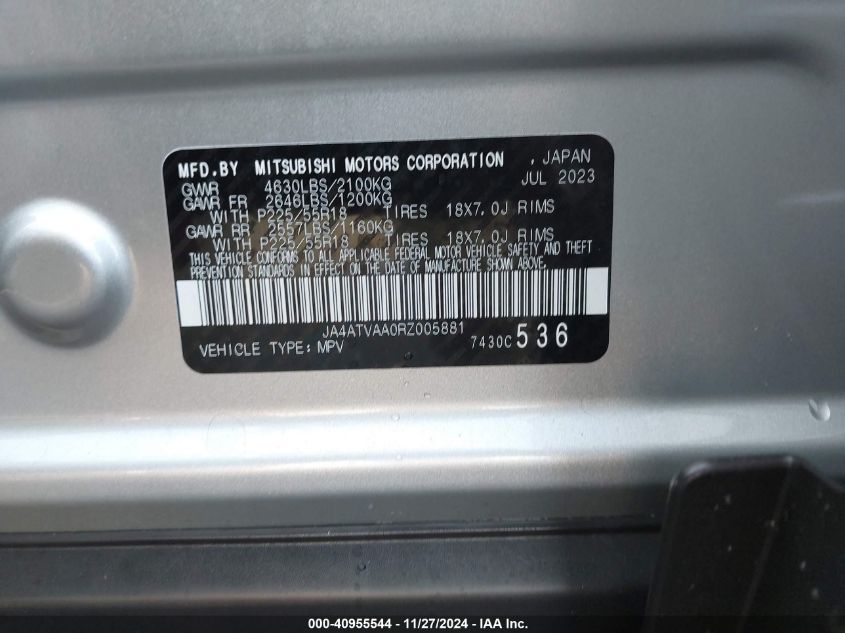 MFD.BY MITSUBISHI MOTORS CORPORATION , JAPAN
JUL 2023
GVWR 4630LBS/2100KG
GAWR FR 2646LBS/1200KG
WITH P225/55R18 TIRES 18X7.0J RIMS
GAWR RR 2557LBS/1160KG
WITH P225/55R18 TIRES 18X7.0J RIMS
THIS VEHICLE CONFORMS TO ALL APPLICABLE FEDERAL MOTOR VEHICLE SAFETY AND THEFT
PREVENTION STANDARDS IN EFFECT ON THE DATE OF MANUFACTURE SHOWN ABOVE.
JA4ATVAA0RZ005881
VEHICLE TYPE: MPV 7430C 536
000-40955544 - 11/27/2024 - IAA Inc.